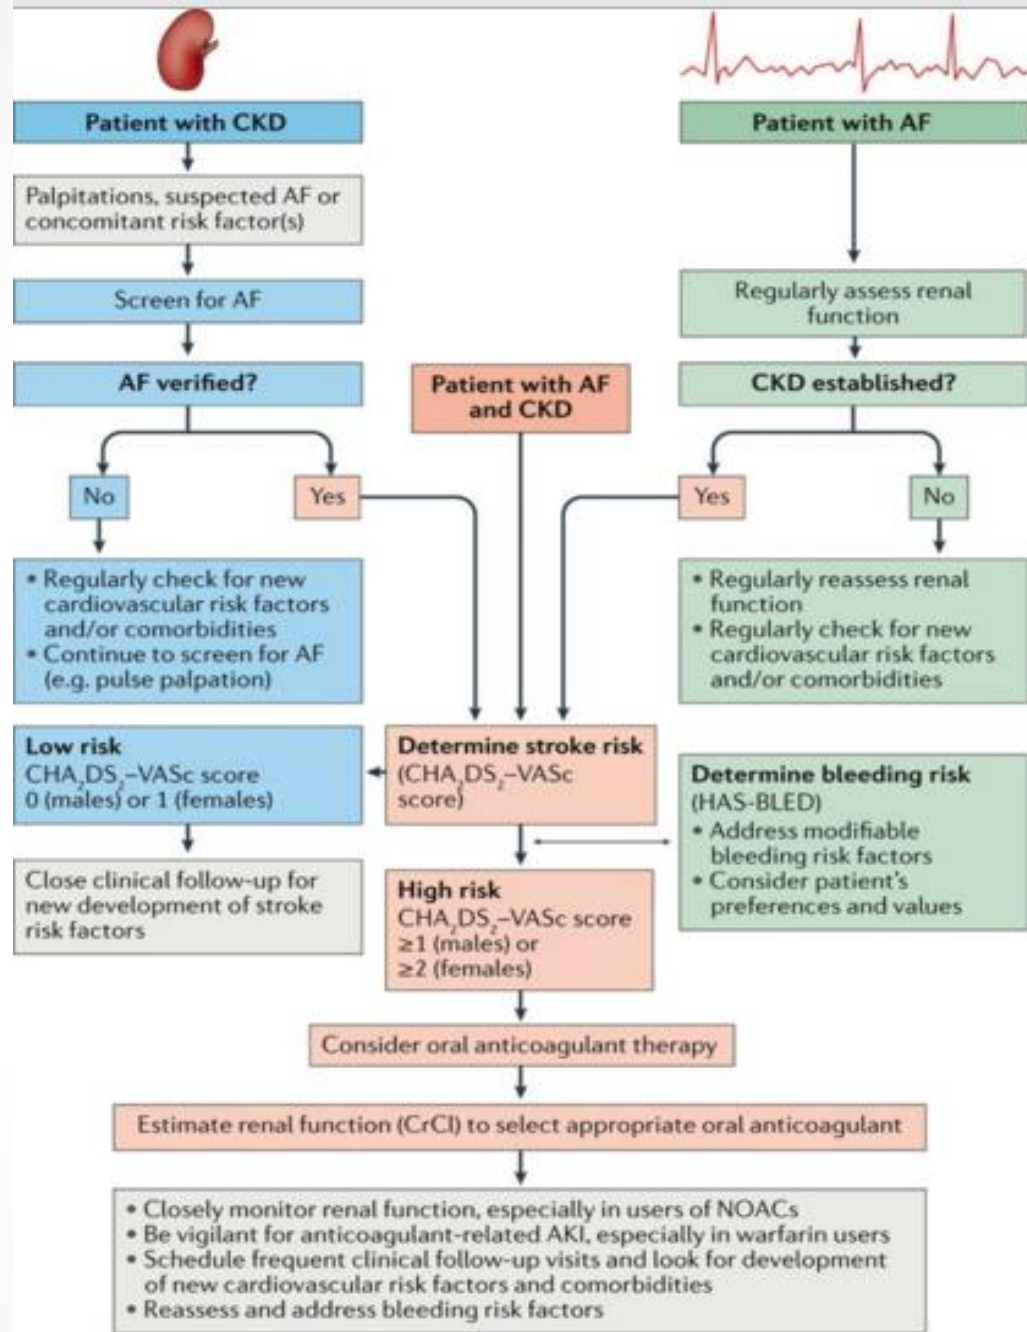 Patient with CKD
Patient with AF
Palpitations, suspected AF or
concomitant risk factor(s)
Screen for AF
Regularly assess renal
function
AF verified?
Patient with AF
and CKD
CKD established?
No
Yes
Yes
No
• Regularly check for new
cardiovascular risk factors
and/or comorbidities
• Continue to screen for AF
(e.g. pulse palpation)
• Regularly reassess renal
function
• Regularly check for new
cardiovascular risk factors
and/or comorbidities
Low risk
CHA₂DS₂–VASc score
0 (males) or 1 (females)
Determine stroke risk
(CHA₂DS₂–VASc
score)
Determine bleeding risk
(HAS-BLED)
• Address modifiable
bleeding risk factors
• Consider patient's
preferences and values
Close clinical follow-up for
new development of stroke
risk factors
High risk
CHA₂DS₂–VASc score
≥1 (males) or
≥2 (females)
Consider oral anticoagulant therapy
Estimate renal function (CrCl) to select appropriate oral anticoagulant
• Closely monitor renal function, especially in users of NOACs
• Be vigilant for anticoagulant-related AKI, especially in warfarin users
• Schedule frequent clinical follow-up visits and look for development
of new cardiovascular risk factors and comorbidities
• Reassess and address bleeding risk factors